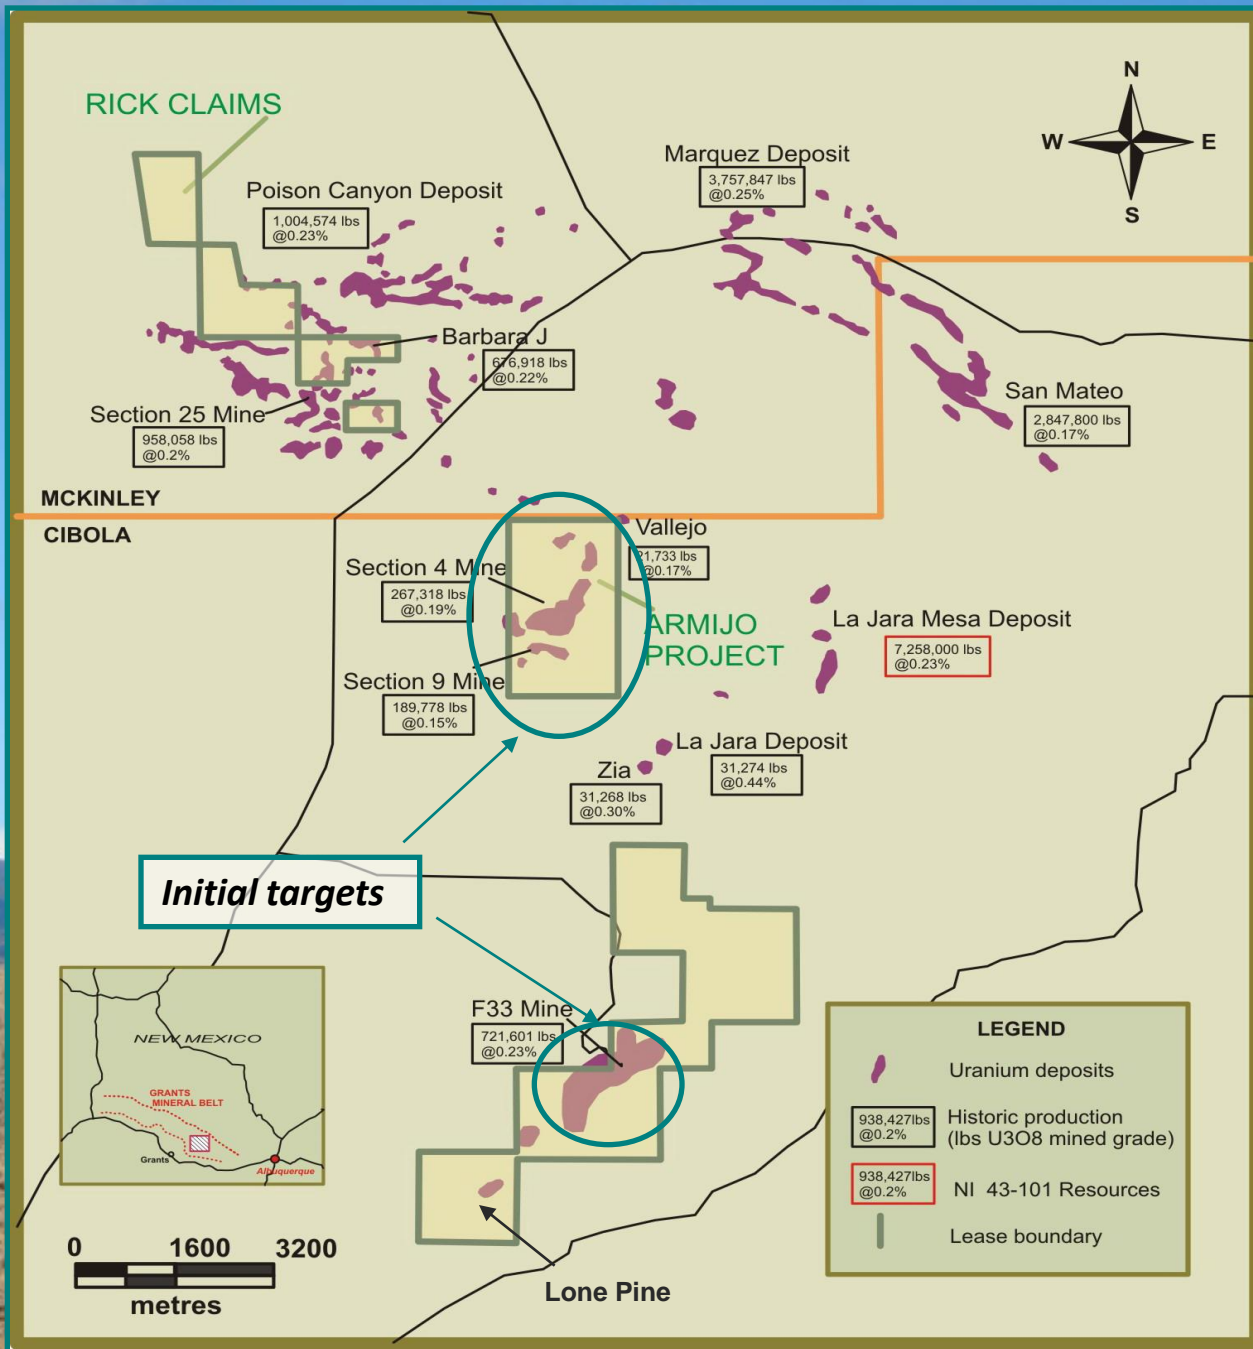 N
W
E
S
RICK CLAIMS
Poison Canyon Deposit
1,004,574 lbs
@0.23%
Marquez Deposit
3,757,847 lbs
@0.25%
Barbara J
676,918 lbs
@0.22%
Section 25 Mine
958,058 lbs
@0.2%
San Mateo
2,847,800 lbs
@0.17%
MCKINLEY
CIBOLA
Vallejo
21,733 lbs
@0.17%
Section 4 Mine
267,318 lbs
@0.19%
ARMIJO
PROJECT
La Jara Mesa Deposit
7,258,000 lbs
@0.23%
Section 9 Mine
189,778 lbs
@0.15%
La Jara Deposit
31,274 lbs
@0.44%
Zia
31,268 lbs
@0.30%
Initial targets
F33 Mine
721,601 lbs
@0.23%
NEW MEXICO
GRANTS
MINERAL BELT
Grants
Albuquerque
LEGEND
Uranium deposits
938,427lbs
@0.2%
Historic production
(lbs U3O8 mined grade)
938,427lbs
@0.2%
NI 43-101 Resources
Lease boundary
0 1600 3200
metres
Lone Pine